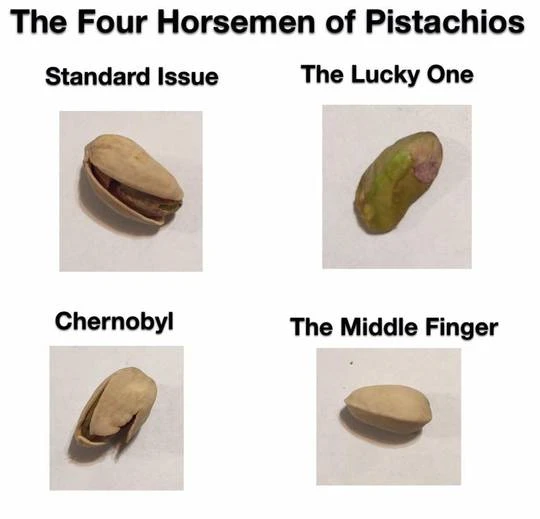 The Four Horsemen of Pistachios
Standard Issue
The Lucky One
Chernobyl
The Middle Finger